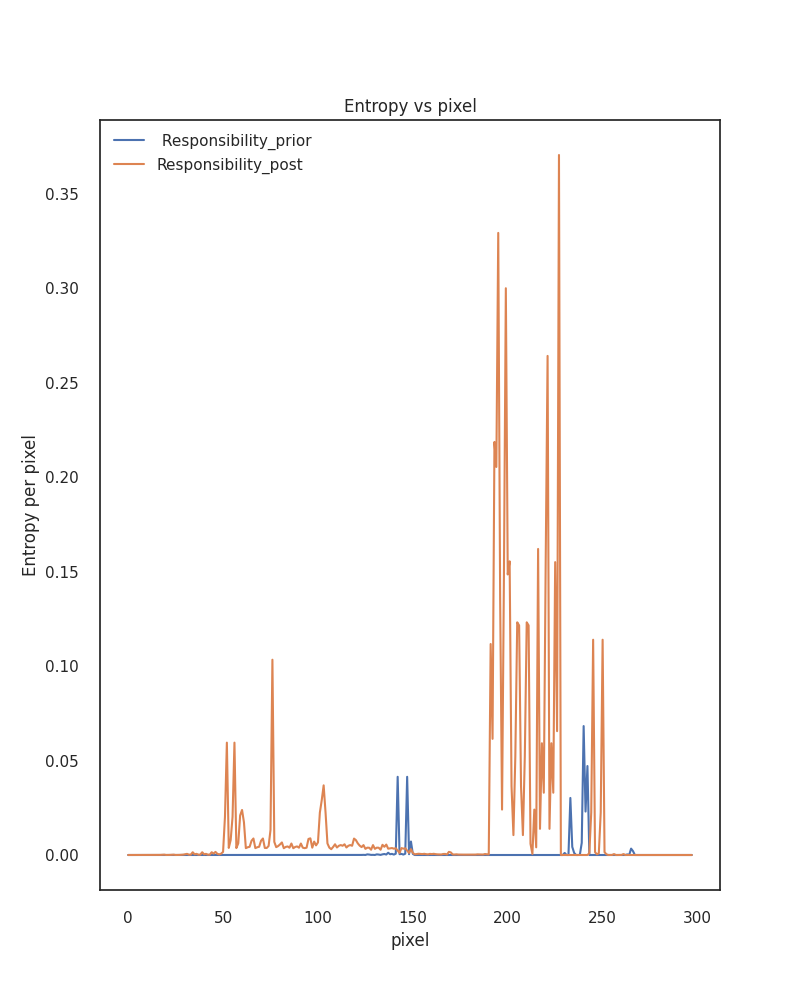 Entropy vs pixel
Responsibility_prior
Responsibility_post
Entropy per pixel
0.35
0.30
0.25
0.20
0.15
0.10
0.05
0.00
0 50 100 150 200 250 300
pixel